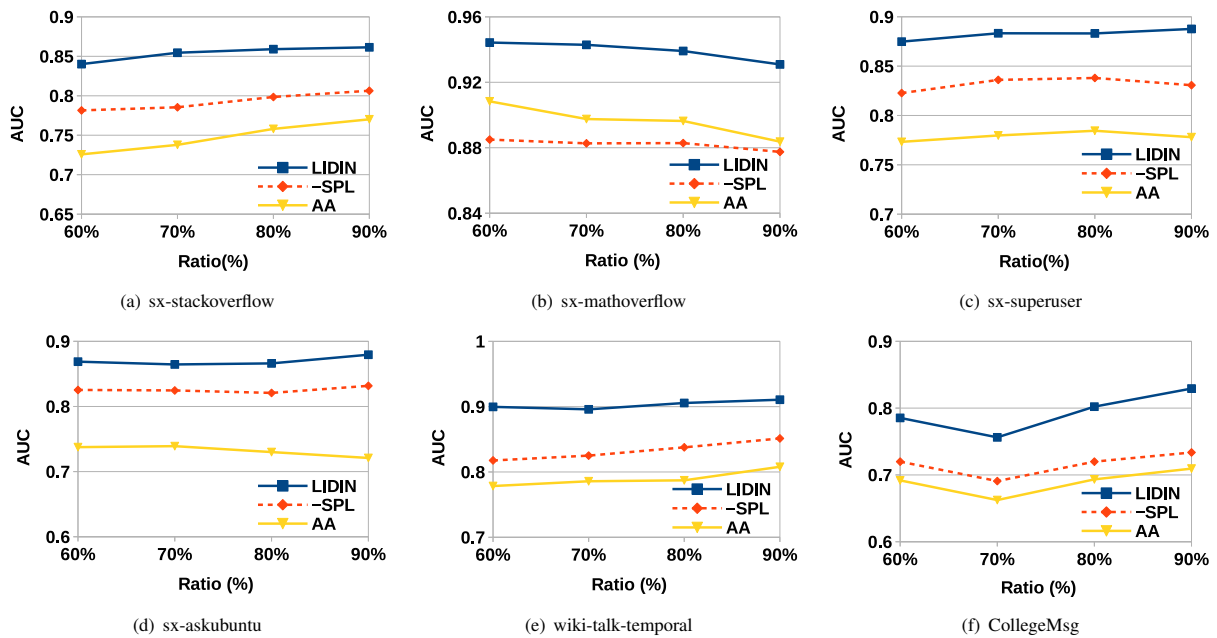 0.9
0.85
0.8
0.75
0.7
0.65
AUC
60% 70% 80% 90%
Ratio(%)
LIDIN
−SPL
AA
(a) sx-stackoverflow
0.96
0.92
0.88
0.84
AUC
60% 70% 80% 90%
Ratio (%)
LIDIN
−SPL
AA
(b) sx-mathoverflow
0.9
0.85
0.8
0.75
0.7
AUC
60% 70% 80% 90%
Ratio (%)
LIDIN
−SPL
AA
(c) sx-superuser
0.9
0.8
0.7
0.6
AUC
60% 70% 80% 90%
Ratio (%)
LIDIN
−SPL
AA
(d) sx-askubuntu
1
0.9
0.8
0.7
AUC
60% 70% 80% 90%
Ratio (%)
LIDIN
−SPL
AA
(e) wiki-talk-temporal
0.9
0.8
0.7
0.6
AUC
60% 70% 80% 90%
Ratio (%)
LIDIN
−SPL
AA
(f) CollegeMsg